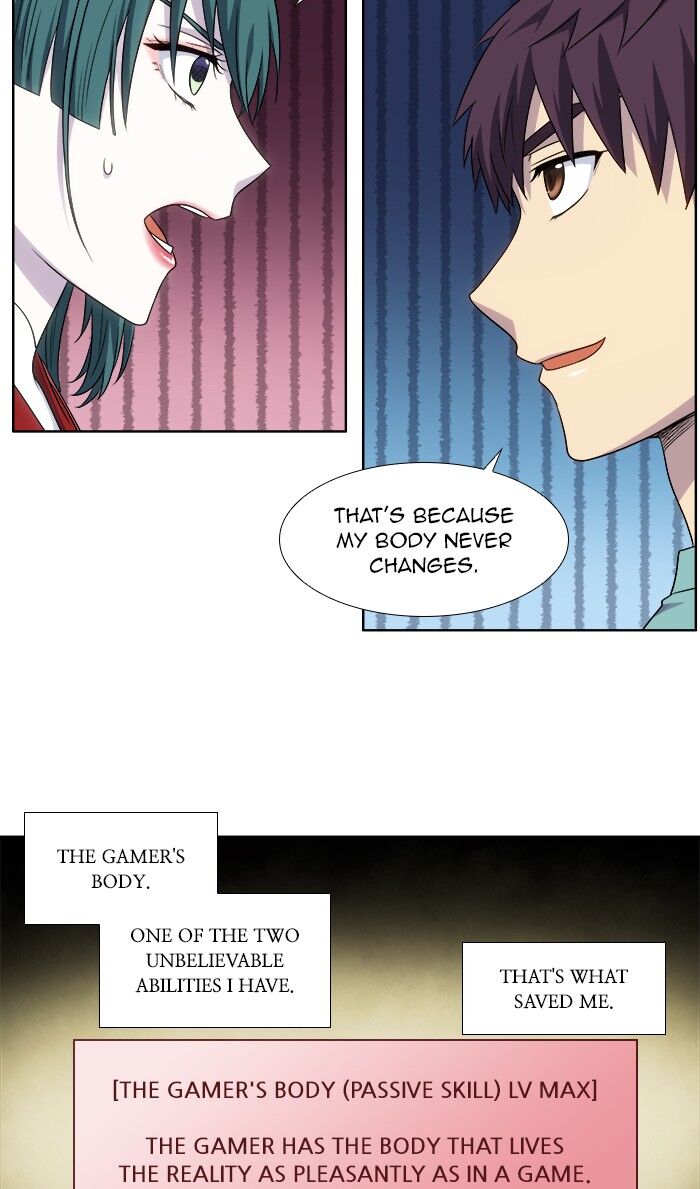 THAT'S BECAUSE
MY BODY NEVER
CHANGES.
THE GAMER'S
BODY.
ONE OF THE TWO
UNBELIEVABLE
ABILITIES I HAVE.
THAT'S WHAT
SAVED ME.
[THE GAMER'S BODY (PASSIVE SKILL) LV MAX]
THE GAMER HAS THE BODY THAT LIVES
THE REALITY AS PLEASANTLY AS IN A GAME.